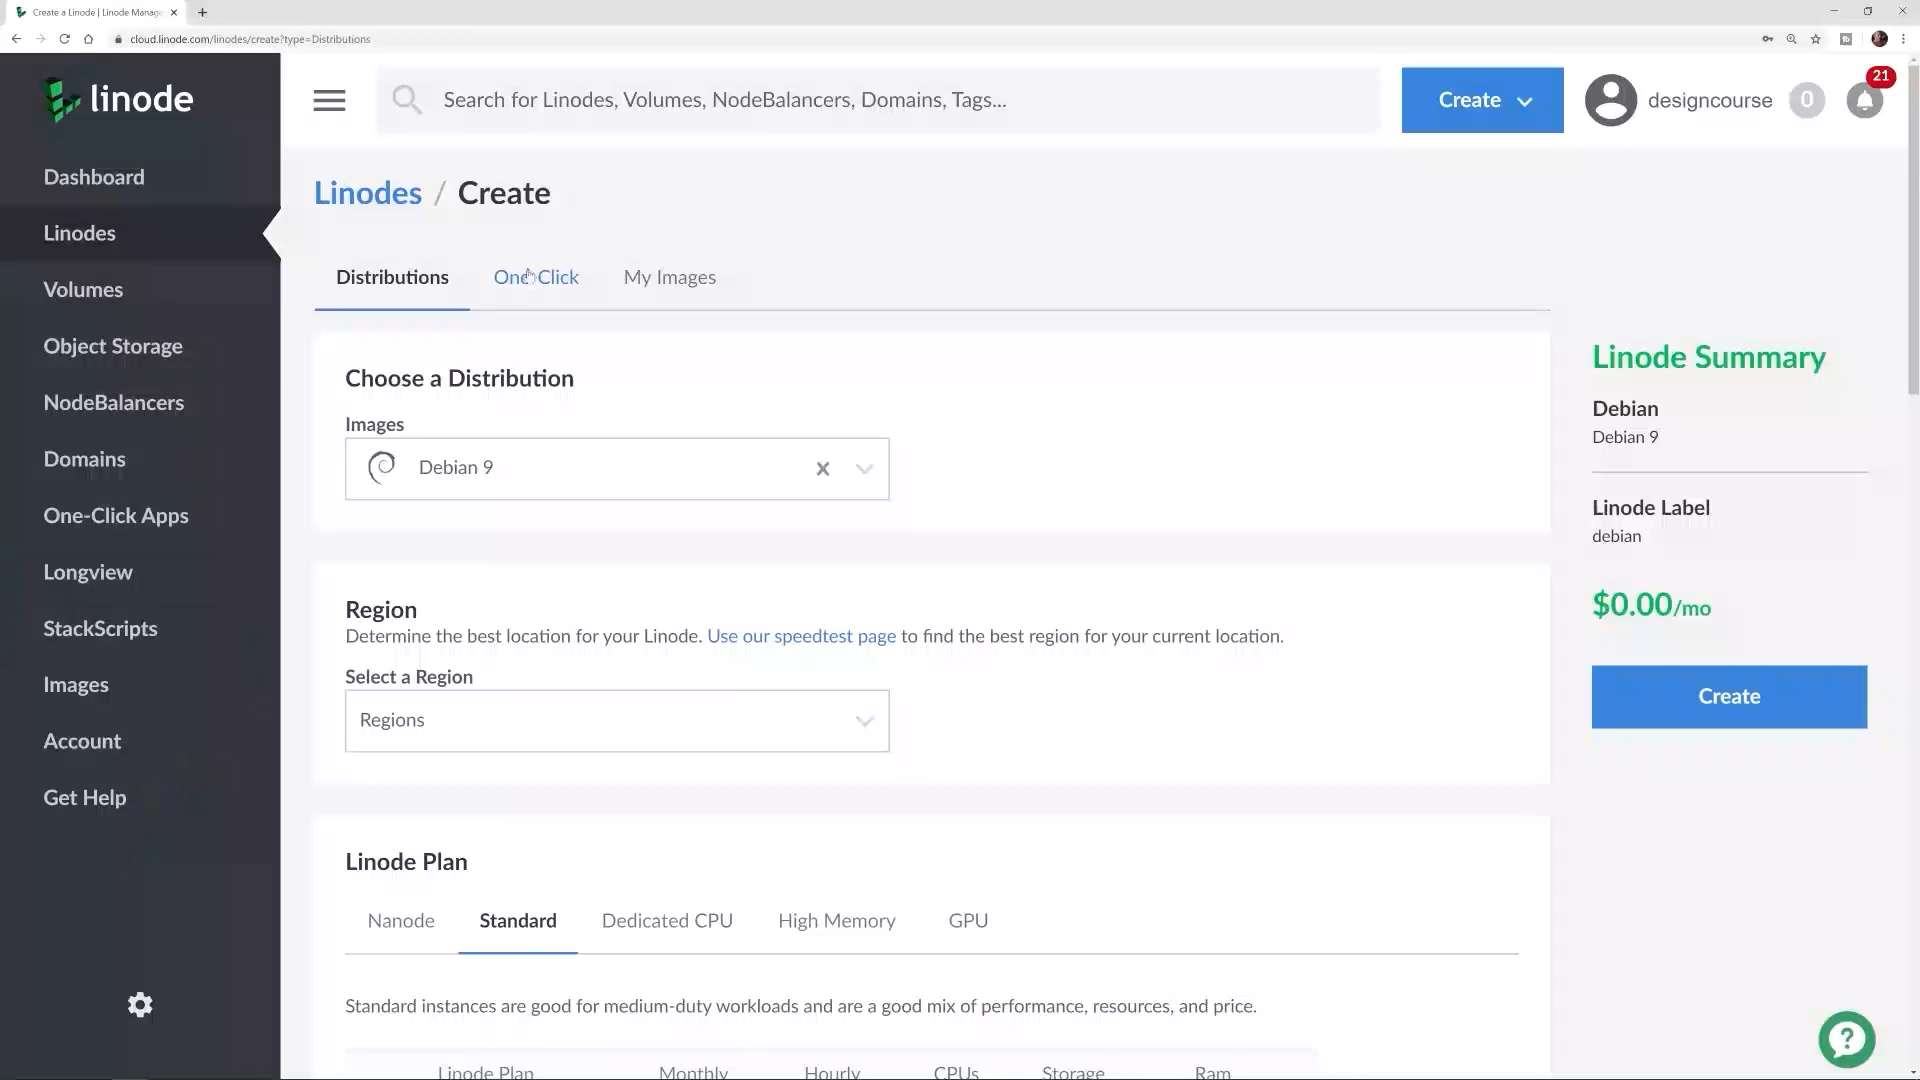 Create a Linode | Linode Manag
cloud.linode.com/linodes/create?type=Distributions
linode
Search for Linodes, Volumes, NodeBalancers, Domains, Tags...
Create
designcourse
0
21
Dashboard
Linodes
Volumes
Object Storage
NodeBalancers
Domains
One-Click Apps
Longview
StackScripts
Images
Account
Get Help
Linodes / Create
Distributions
One-Click
My Images
Choose a Distribution
Images
Debian 9
Region
Determine the best location for your Linode. Use our speedtest page to find the best region for your current location.
Select a Region
Regions
Linode Plan
Nanode
Standard
Dedicated CPU
High Memory
GPU
Standard instances are good for medium-duty workloads and are a good mix of performance, resources, and price.
Linode Plan
Monthly
Hourly
CPUs
Storage
Ram
Linode Summary
Debian
Debian 9
Linode Label
debian
$0.00/mo
Create
?